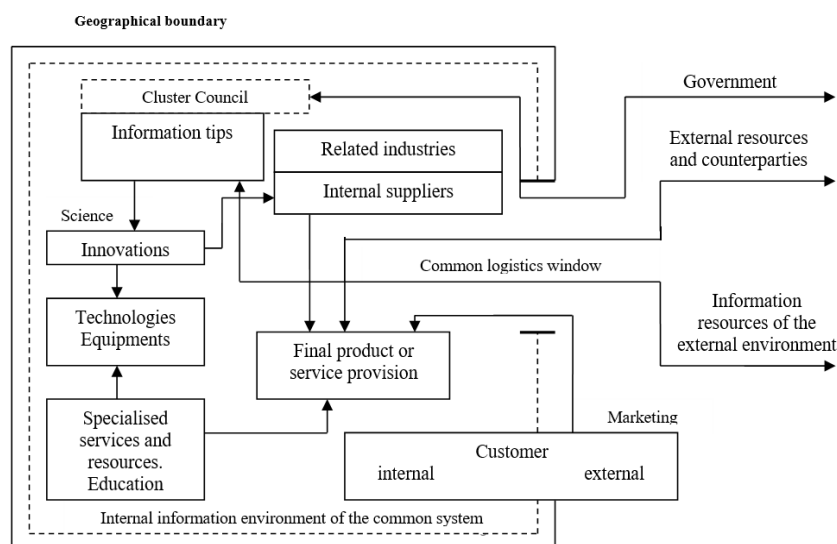 Geographical boundary
Cluster Council
Government
Information tips
Related industries
External resources
and counterparties
Internal suppliers
Science
Innovations
Common logistics window
Technologies
Equipments
Information
resources of the
external environment
Final product or
service provision
Specialised
services and
resources.
Education
Marketing
Customer
internal external
Internal information environment of the common system